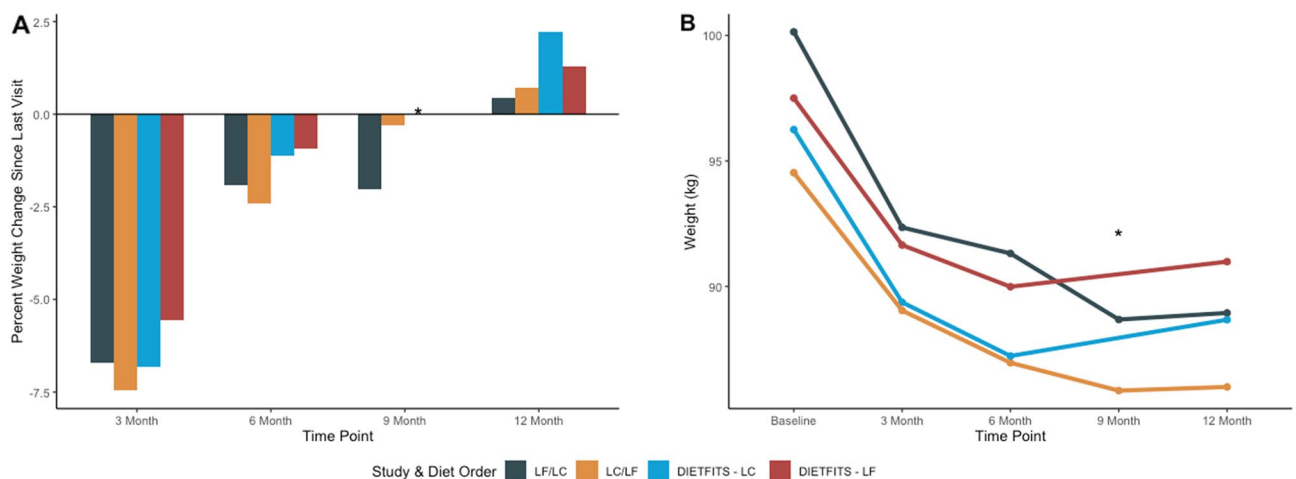 A
Percent Weight Change Since Last Visit
2.5
0.0
-2.5
-5.0
-7.5
*
3 Month 6 Month 9 Month 12 Month
Time Point
B
Weight (kg)
100
95
90
*
Baseline 3 Month 6 Month 9 Month 12 Month
Time Point
Study & Diet Order LF/LC LC/LF DIETFITS - LC DIETFITS - LF